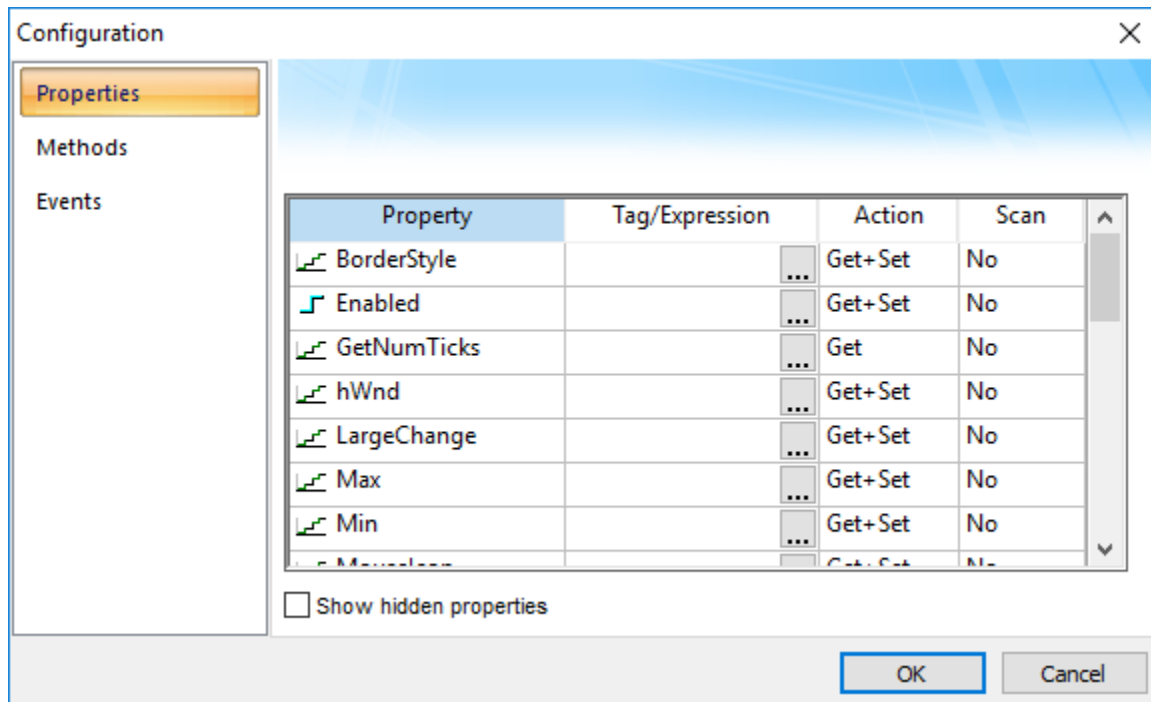 Configuration
Properties
Methods
Events
Property Tag/Expression Action Scan
BorderStyle ... Get+Set No
Enabled ... Get+Set No
GetNumTicks ... Get No
hWnd ... Get+Set No
LargeChange ... Get+Set No
Max ... Get+Set No
Min ... Get+Set No
Show hidden properties
OK Cancel